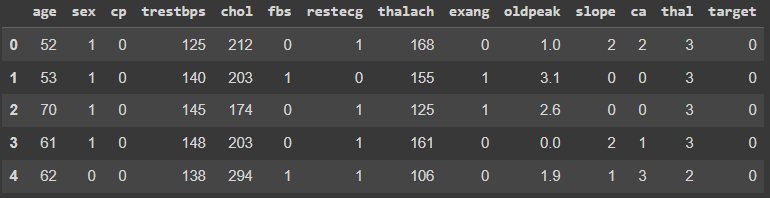 age sex cp trestbps chol fbs restecg thalach exang oldpeak slope ca thal target
0 52 1 0 125 212 0 1 168 0 1.0 2 2 3 0
1 53 1 0 140 203 1 0 155 1 3.1 0 0 3 0
2 70 1 0 145 174 0 1 125 1 2.6 0 0 3 0
3 61 1 0 148 203 0 1 161 0 0.0 2 1 3 0
4 62 0 0 138 294 1 1 106 0 1.9 1 3 2 0